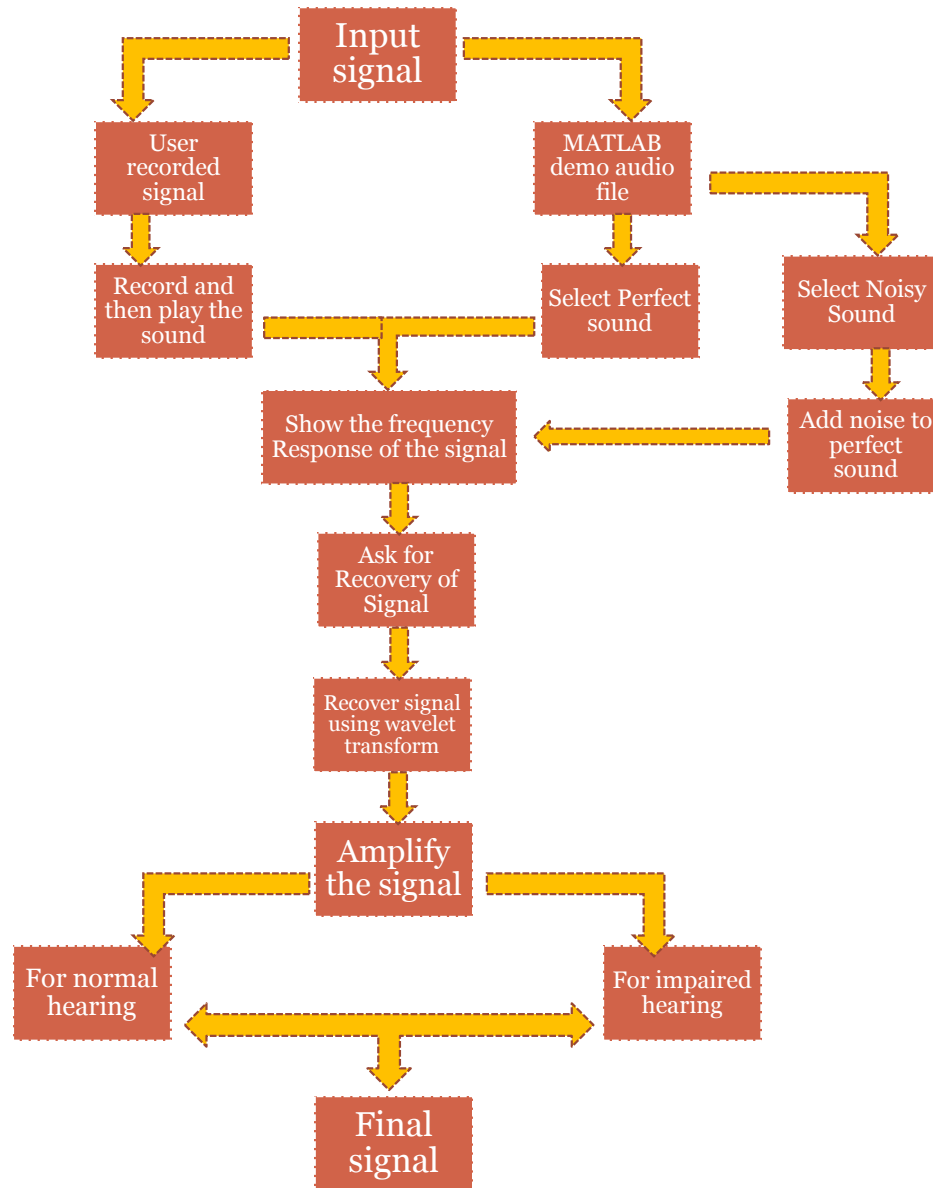 Input
signal
User
recorded
signal
MATLAB
demo audio
file
Record and
then play the
sound
Select Perfect
sound
Select Noisy
Sound
Show the frequency
Response of the signal
Add noise to
perfect
sound
Ask for
Recovery of
Signal
Recover signal
using wavelet
transform
Amplify
the signal
For normal
hearing
For impaired
hearing
Final
signal